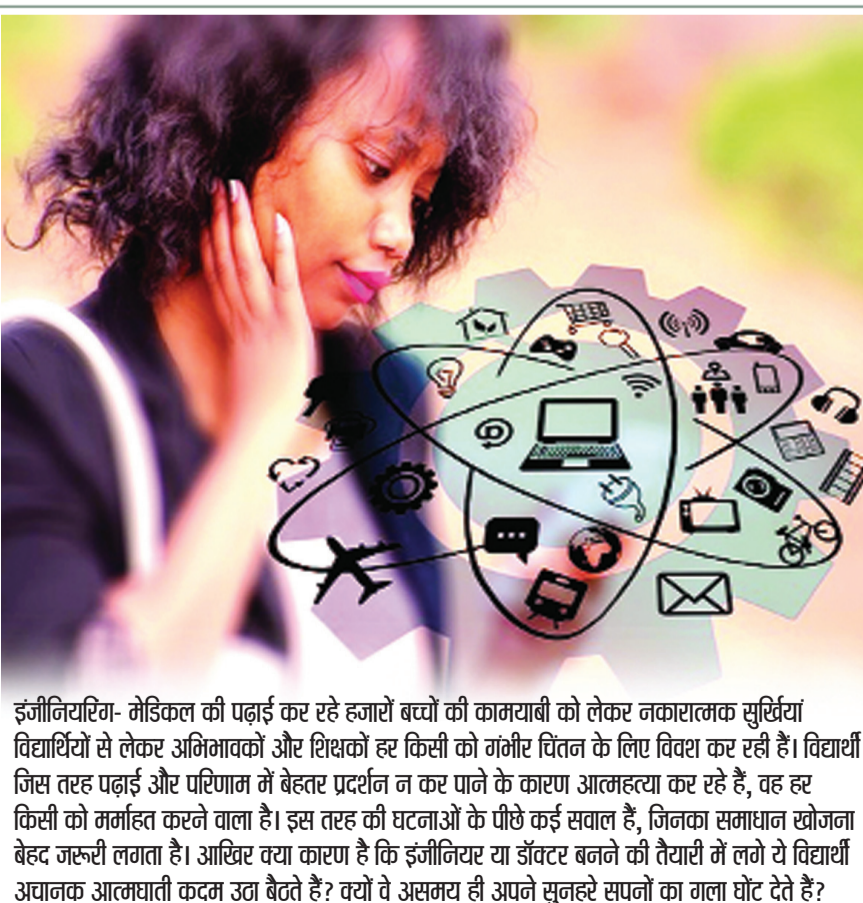 इंजीनियरिंग- मेडिकल की पढ़ाई कर रहे हजारों बच्चों की कामयाबी को लेकर नकारात्मक सुर्खियां
विद्यार्थियों से लेकर अभिभावकों और शिक्षकों हर किसी को गंभीर चिंतन के लिए विवश कर रही हैं। विद्यार्थी
जिस तरह पढ़ाई और परिणाम में बेहतर प्रदर्शन न कर पाने के कारण आत्महत्या कर रहे हैं, वह हर
किसी को मर्माहत करने वाला है। इस तरह की घटनाओं के पीछे कई सवाल हैं, जिनका समाधान खोजना
बेहद जरूरी लगता है। आखिर क्या कारण है कि इंजीनियर या डॉक्टर बनने की तैयारी में लगे ये विद्यार्थी
अचानक आत्मघाती कदम उठा बैठते हैं? क्यों वे असमय ही अपने सुनहरे सपनों का गला घोंट देते हैं?